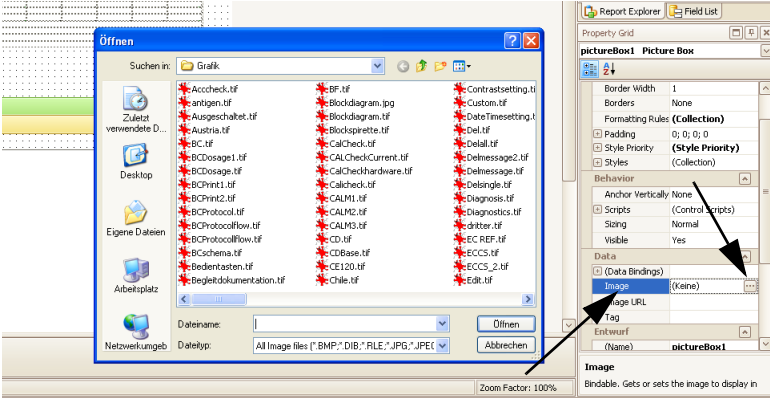 Öffnen
Suchen in:
Grafik
Zuletzt
verwendete D...
Desktop
Eigene Dateien
Arbeitsplatz
Netzwerkumgeb
Acccheck.tif
antigen.tif
Ausgeschaltet.tif
Austria.tif
BC.tif
BCDosage1.tif
BCDosage.tif
BCPrint1.tif
BCPrint2.tif
BCProtocol.tif
BCProtocolflow.tif
BCProtocollflow.tif
BCschema.tif
Bedientasten.tif
Begleitdokumentation.tif
BF.tif
Blockdiagram.jpg
Blockdiagram.tif
Blockspirette.tif
CalCheck.tif
CALCheckCurrent.tif
CalCheckhardware.tif
Calicheck.tif
CALM1.tif
CALM2.tif
CALM3.tif
CD.tif
CDBase.tif
CE120.tif
Chile.tif
Contrastsetting.ti
Custom.tif
DateTimesetting.t
Del.tif
Delall.tif
Delmessage2.tif
Delmessage.tif
Delsingle.tif
Diagnosis.tif
Diagnostics.tif
dritter.tif
EC REF.tif
ECCS.tif
ECCS_2.tif
Edit.tif
Dateiname:
Öffnen
Dateityp:
All Image files (*.BMP;*.DIB;*.RLE;*.JPG;*.JPE(
Abbrechen
Zoom Factor: 100%
Report Explorer
Field List
Property Grid
pictureBox1 Picture Box
Border Width 1
Borders None
Formatting Rules (Collection)
Padding 0; 0; 0; 0
Style Priority (Style Priority)
Styles (Collection)
Behavior
Anchor Vertically None
Scripts (Control Scripts)
Sizing Normal
Visible Yes
Data
(Data Bindings)
Image (Keine)
Image URL
Tag
Entwurf
(Name) pictureBox1
Image
Bindable. Gets or sets the image to display in